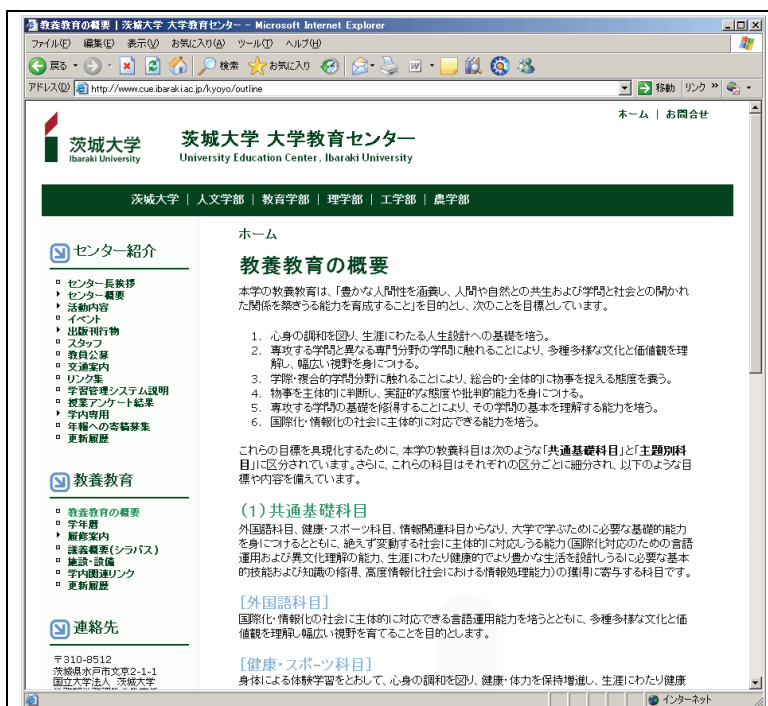 教養教育の概要 | 茨城大学 大学教育センター - Microsoft Internet Explorer
ファイル(F) 編集(E) 表示(V) お気に入り(A) ツール(T) ヘルプ(H)
戻る 検索 お気に入り
アドレス(D) http://www.cue.ibaraki.ac.jp/kyoyo/outline 移動 リンク »
ホーム | お問合せ
茨城大学
Ibaraki University
茨城大学 大学教育センター
University Education Center, Ibaraki University
茨城大学 | 人文学部 | 教育学部 | 理学部 | 工学部 | 農学部
センター紹介
センター長挨拶
センター概要
活動内容
イベント
出版刊行物
スタッフ
教員公募
交通案内
リンク集
学習管理システム説明
授業アンケート結果
学内専用
年報への寄稿募集
更新履歴
教養教育
教養教育の概要
学年暦
履修案内
講義概要(シラバス)
施設・設備
学内関連リンク
更新履歴
連絡先
〒310-8512
茨城県水戸市文京2-1-1
国立大学法人 茨城大学
ホーム
教養教育の概要
本学の教養教育は、「豊かな人間性を涵養し、人間や自然との共生および学問と社会との開かれ
た関係を築きうる能力を育成すること」を目的とし、次のことを目標としています。
1. 心身の調和を図り、生涯にわたる人生設計への基礎を培う。
2. 専攻する学問と異なる専門分野の学問に触れることにより、多種多様な文化と価値観を理
解し、幅広い視野を身につける。
3. 学際・複合的学問分野に触れることにより、総合的・全体的に物事を捉える態度を養う。
4. 物事を主体的に判断し、実証的な態度や批判的能力を身につける。
5. 専攻する学問の基礎を修得することにより、その学問の基本を理解する能力を培う。
6. 国際化・情報化の社会に主体的に対応できる能力を培う。
これらの目標を具現化するために、本学の教養科目は次のような「共通基礎科目」と「主題別科
目」に区分されています。さらに、これらの科目はそれぞれの区分ごとに細分され、以下のような目
標や内容を備えています。
(1)共通基礎科目
外国語科目、健康・スポーツ科目、情報関連科目からなり、大学で学ぶために必要な基礎的能力
を身につけるとともに、絶えず変動する社会に主体的に対応しうる能力(国際化対応のための言語
運用および異文化理解の能力、生涯にわたり健康的でより豊かな生活を設計しうるに必要な基本
的技能および知識の修得、高度情報化社会における情報処理能力)の獲得に寄与する科目です。
[外国語科目]
国際化・情報化の社会に主体的に対応できる言語運用能力を培うとともに、多種多様な文化と価
値観を理解し幅広い視野を育てることを目的とします。
[健康・スポーツ科目]
身体による体験学習をとおして、心身の調和を図り、健康・体力を保持増進し、生涯にわたり健康
インターネット